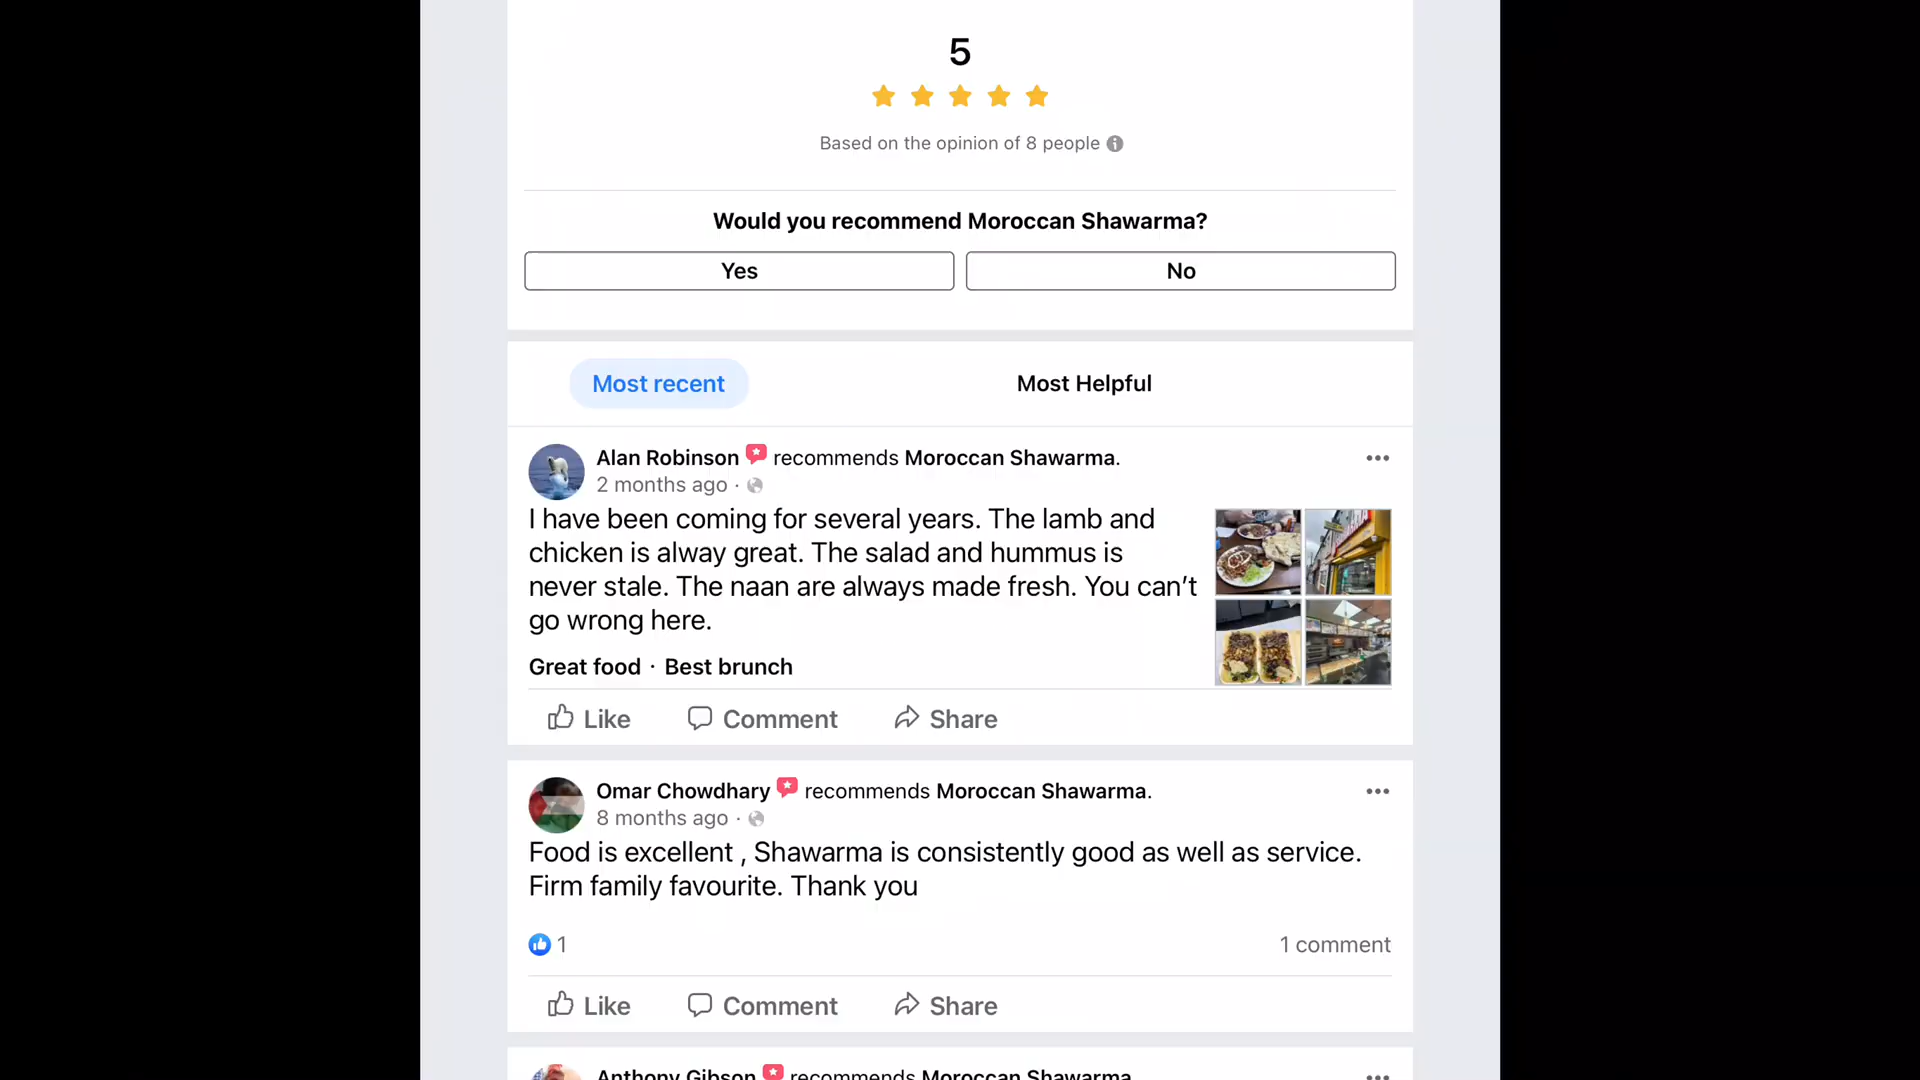 5
Based on the opinion of 8 people
Would you recommend Moroccan Shawarma?
Yes
No
Most recent
Most Helpful
Alan Robinson recommends Moroccan Shawarma.
2 months ago ·
I have been coming for several years. The lamb and
chicken is alway great. The salad and hummus is
never stale. The naan are always made fresh. You can’t
go wrong here.
Great food · Best brunch
Like
Comment
Share
Omar Chowdhary recommends Moroccan Shawarma.
8 months ago ·
Food is excellent , Shawarma is consistently good as well as service.
Firm family favourite. Thank you
1
1 comment
Like
Comment
Share
Anthony Gibson recommends Moroccan Shawarma